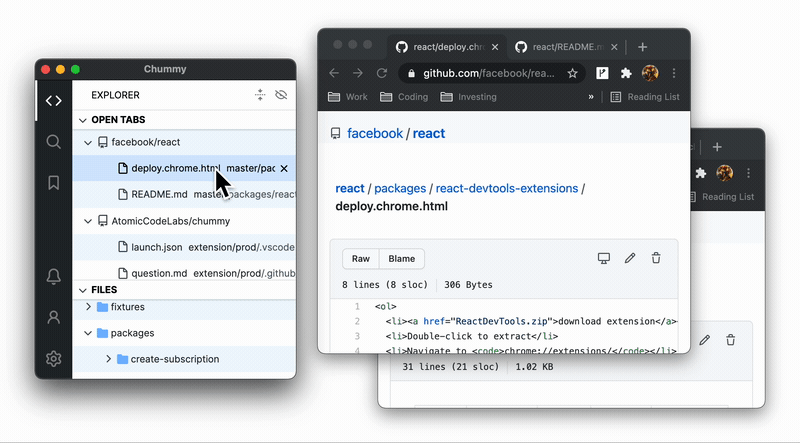 Chummy
EXPLORER
OPEN TABS
facebook/react
deploy.chrome.html master/pac
README.md master/packages/react
AtomicCodeLabs/chummy
launch.json extension/prod/.vscode
question.md extension/prod/.github
FILES
fixtures
packages
create-subscription
react/deploy.chr
react/README.m
github.com/facebook/rea...
Work
Coding
Investing
»
Reading List
facebook / react
react / packages / react-devtools-extensions /
deploy.chrome.html
Raw
Blame
8 lines (8 sloc)
306 Bytes
1 <ol>
2 <li><a href="ReactDevTools.zip">download extension</a>
3 <li>Double-click to extract</li>
4 <li>Navigate to <code>chrome://extensions/</code></li>
Reading List
31 lines (21 sloc)
1.02 KB